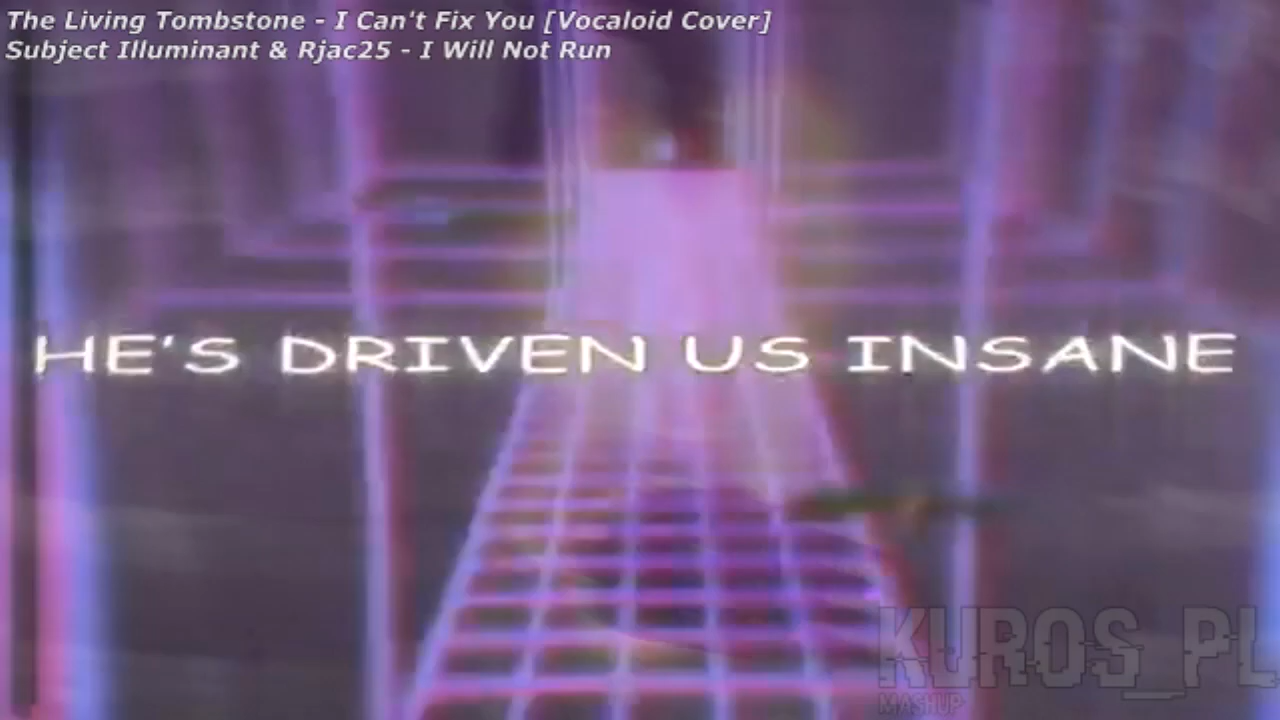 The Living Tombstone - I Can't Fix You [Vocaloid Cover]
Subject Illuminant & Rjac25 - I Will Not Run
HE'S DRIVEN US INSANE
KUROS_PL
MASHUP